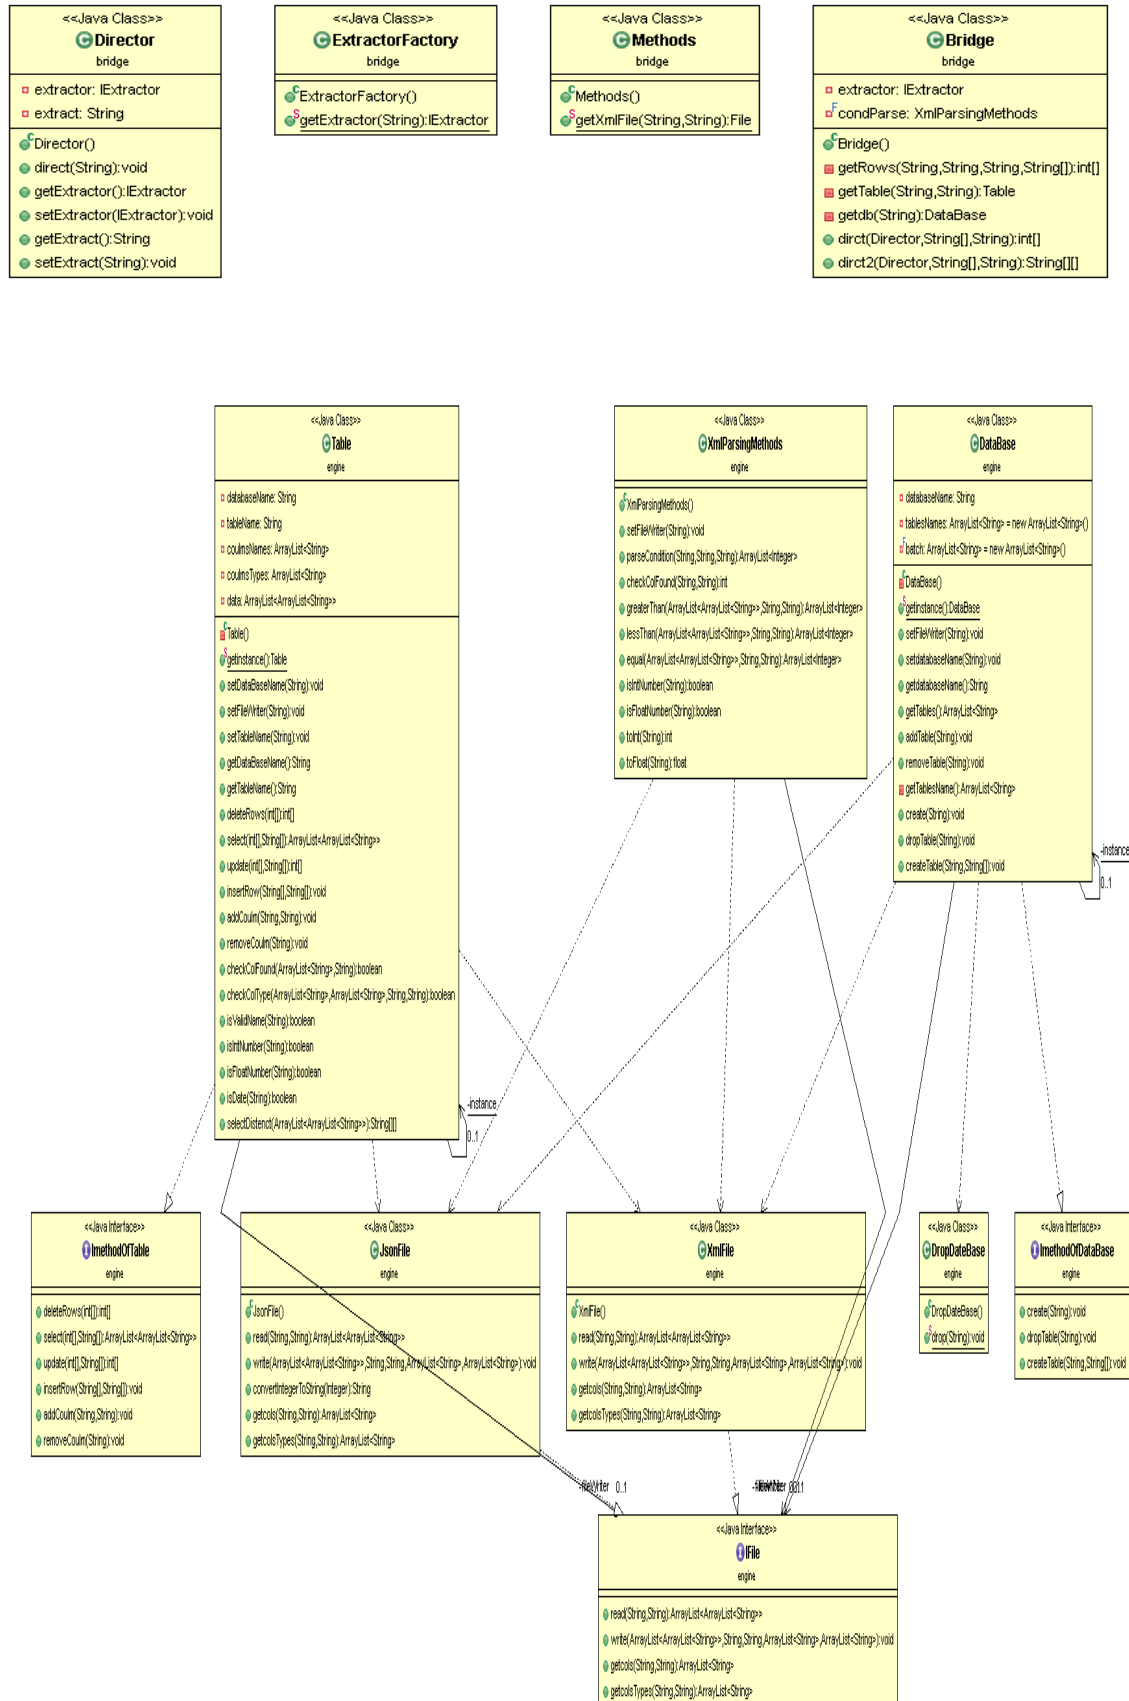 <<Java Class>>
Director
bridge
extractor: IExtractor
extract: String
Director()
direct(String):void
getExtractor():IExtractor
setExtractor(IExtractor):void
getExtract():String
setExtract(String):void
<<Java Class>>
ExtractorFactory
bridge
ExtractorFactory()
getExtractor(String):IExtractor
<<Java Class>>
Methods
bridge
Methods()
getXmlFile(String,String):File
<<Java Class>>
Bridge
bridge
extractor: IExtractor
condParse: XmlParsingMethods
Bridge()
getRows(String,String,String,String[]):int[]
getTable(String,String):Table
getdb(String):DataBase
dirct(Director,String[],String):int[]
dirct2(Director,String[],String):String[][]
<<Java Class>>
Table
engine
databaseName: String
tableName: String
coulmsNames: ArrayList<String>
coulmsTypes: ArrayList<String>
data: ArrayList<ArrayList<String>>
Table()
getinstance():Table
setDataBaseName(String):void
setFileWriter(String):void
setTableName(String):void
getDataBaseName():String
getTableName():String
deleteRows(int[]):int[]
select(int[],String[]):ArrayList<ArrayList<String>>
update(int[],String[]):int[]
insertRow(String[],String[]):void
addCoulm(String,String):void
removeCoulm(String):void
checkColFound(ArrayList<String>,String):boolean
checkColType(ArrayList<String>,ArrayList<String>,String,String):boolean
isValidName(String):boolean
isIntNumber(String):boolean
isFloatNumber(String):boolean
isDate(String):boolean
selectDistenct(ArrayList<ArrayList<String>>):String[][]
-instance
0..1
<<Java Class>>
XmlParsingMethods
engine
XmlParsingMethods()
setFileWriter(String):void
parseCondition(String,String,String):ArrayList<Integer>
checkColFound(String,String):int
greaterThan(ArrayList<ArrayList<String>>,String,String):ArrayList<Integer>
lessThan(ArrayList<ArrayList<String>>,String,String):ArrayList<Integer>
equal(ArrayList<ArrayList<String>>,String,String):ArrayList<Integer>
isIntNumber(String):boolean
isFloatNumber(String):boolean
toInt(String):int
toFloat(String):float
<<Java Class>>
DataBase
engine
databaseName: String
tablesNames: ArrayList<String> = new ArrayList<String>()
batch: ArrayList<String> = new ArrayList<String>()
DataBase()
getinstance():DataBase
setFileWriter(String):void
setdatabaseName(String):void
getdatabaseName():String
getTables():ArrayList<String>
addTable(String):void
removeTable(String):void
getTablesName():ArrayList<String>
create(String):void
dropTable(String):void
createTable(String,String[]):void
-instance
0..1
<<Java Interface>>
ImethodOfTable
engine
deleteRows(int[]):int[]
select(int[],String[]):ArrayList<ArrayList<String>>
update(int[],String[]):int[]
insertRow(String[],String[]):void
addCoulm(String,String):void
removeCoulm(String):void
<<Java Class>>
JsonFile
engine
JsonFile()
read(String,String):ArrayList<ArrayList<String>>
write(ArrayList<ArrayList<String>>,String,String,ArrayList<String>,ArrayList<String>):void
convertIntegerToString(Integer):String
getcols(String,String):ArrayList<String>
getcolsTypes(String,String):ArrayList<String>
<<Java Class>>
XmlFile
engine
XmlFile()
read(String,String):ArrayList<ArrayList<String>>
write(ArrayList<ArrayList<String>>,String,String,ArrayList<String>,ArrayList<String>):void
getcols(String,String):ArrayList<String>
getcolsTypes(String,String):ArrayList<String>
<<Java Class>>
DropDateBase
engine
DropDateBase()
drop(String):void
<<Java Interface>>
ImethodOfDataBase
engine
create(String):void
dropTable(String):void
createTable(String,String[]):void
-fileWriter 0..1
<<Java Interface>>
IFile
engine
read(String,String):ArrayList<ArrayList<String>>
write(ArrayList<ArrayList<String>>,String,String,ArrayList<String>,ArrayList<String>):void
getcols(String,String):ArrayList<String>
getcolsTypes(String,String):ArrayList<String>